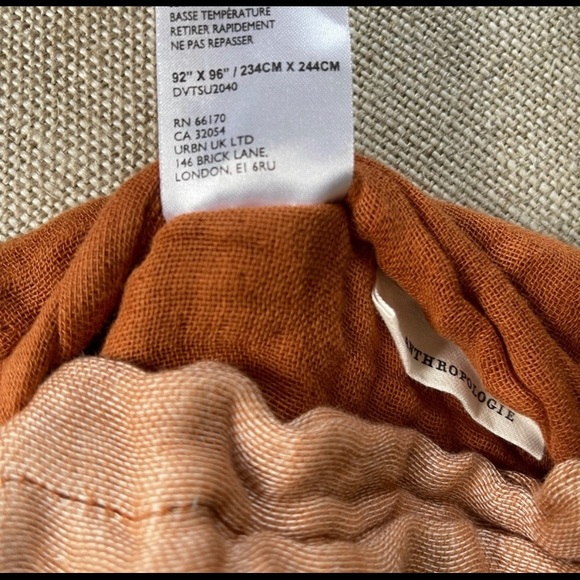 BASSE TEMPÉRATURE
RETIRER RAPIDEMENT
NE PAS REPASSER
92" X 96" / 234CM X 244CM
DVTSU2040
RN 66170
CA 32054
URBN UK LTD
146 BRICK LANE,
LONDON, E1 6RU
ANTHROPOLOGIE